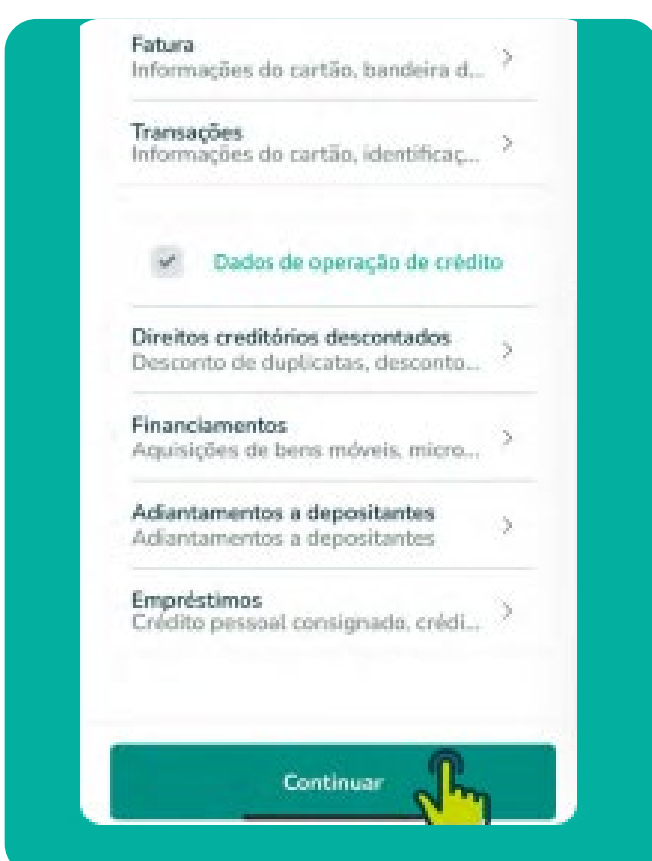 Fatura
Informações do cartão, bandeira d...
Transações
Informações do cartão, identificaç...
Dados de operação de crédito
Direitos creditórios descontados
Desconto de duplicatas, desconto...
Financiamentos
Aquisições de bens móveis, micro...
Adiantamentos a depositantes
Adiantamentos a depositantes
Empréstimos
Crédito pessoal consignado, crédi...
Continuar